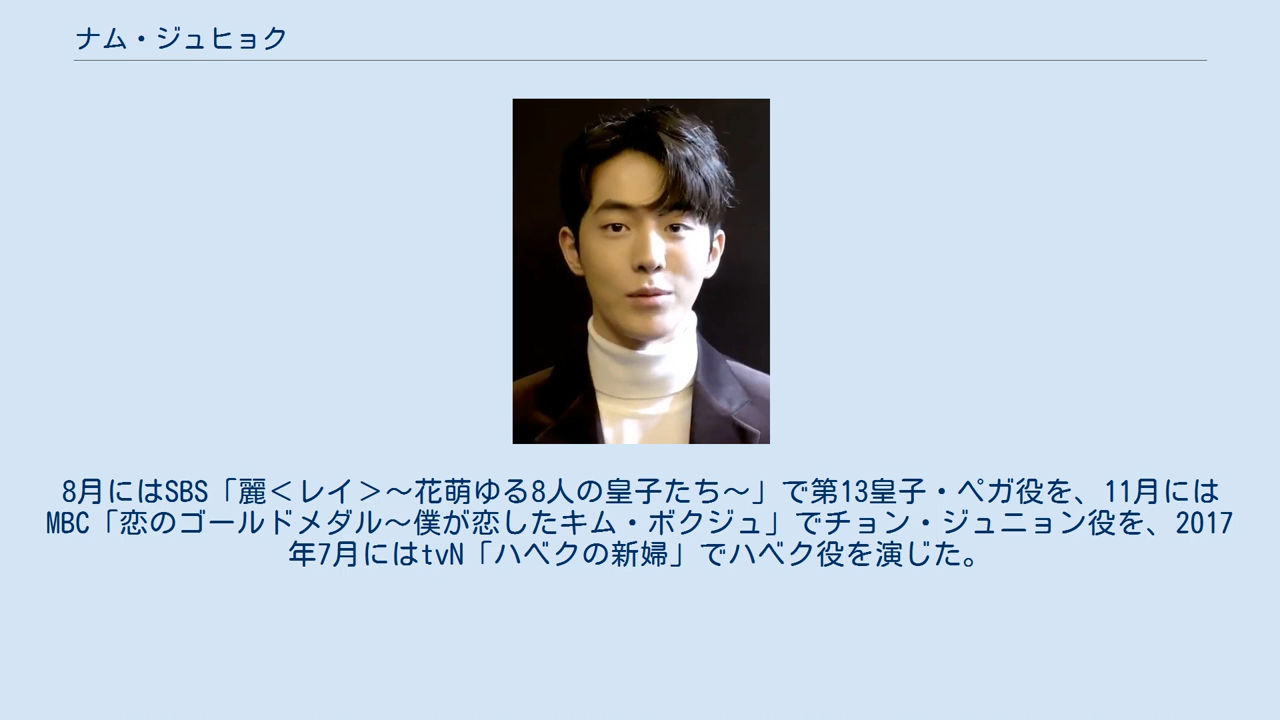 ナム・ジュヒョク
8月にはSBS「麗＜レイ＞〜花萌ゆる8人の皇子たち〜」で第13皇子・ペガ役を、11月には
MBC「恋のゴールドメダル〜僕が恋したキム・ボクジュ」でチョン・ジュニョン役を、2017
年7月にはtvN「ハベクの新婦」でハベク役を演じた。